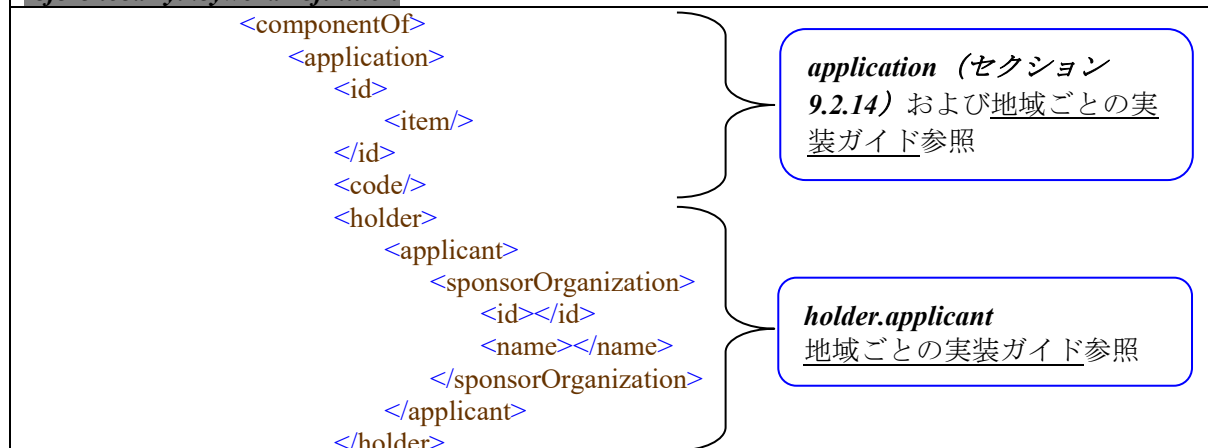 <componentOf>
<application>
<id>
<item/>
</id>
<code/>
<holder>
<applicant>
<sponsorOrganization>
<id></id>
<name></name>
</sponsorOrganization>
</applicant>
</holder>
application（セクション
9.2.14）および地域ごとの実
装ガイド参照
holder.applicant
地域ごとの実装ガイド参照